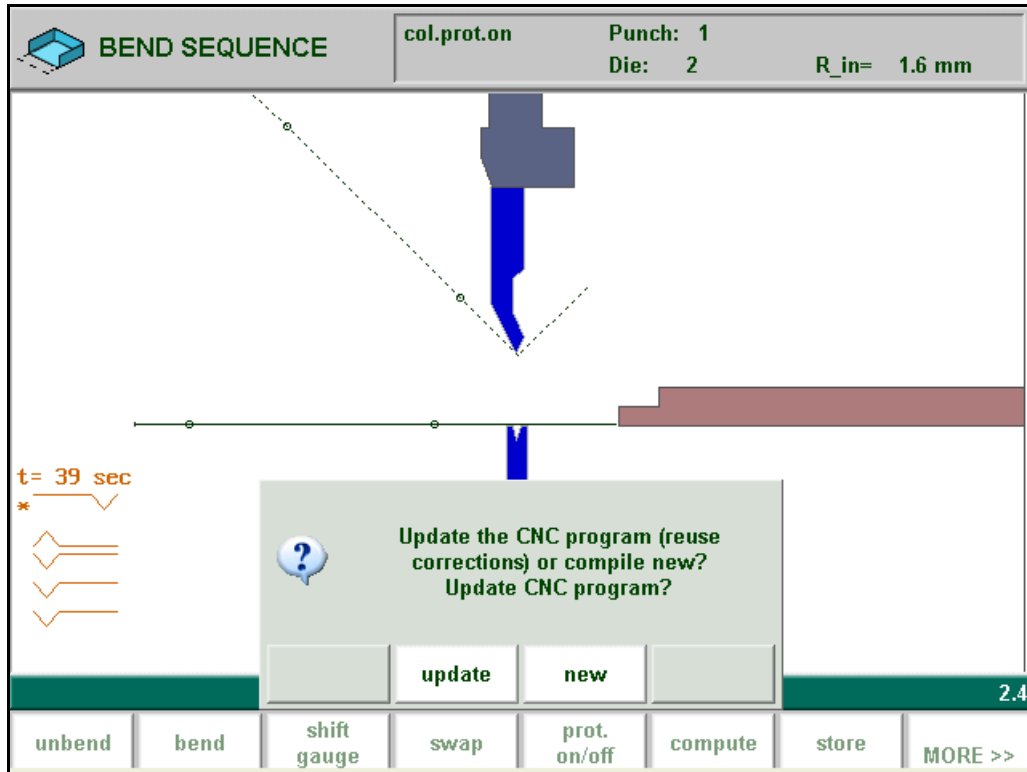 BEND SEQUENCE
col.prot.on
Punch: 1
Die: 2
R_in= 1.6 mm
t= 39 sec
*
?
Update the CNC program (reuse
corrections) or compile new?
Update CNC program?
update
new
2.4
unbend
bend
shift
gauge
swap
prot.
on/off
compute
store
MORE >>